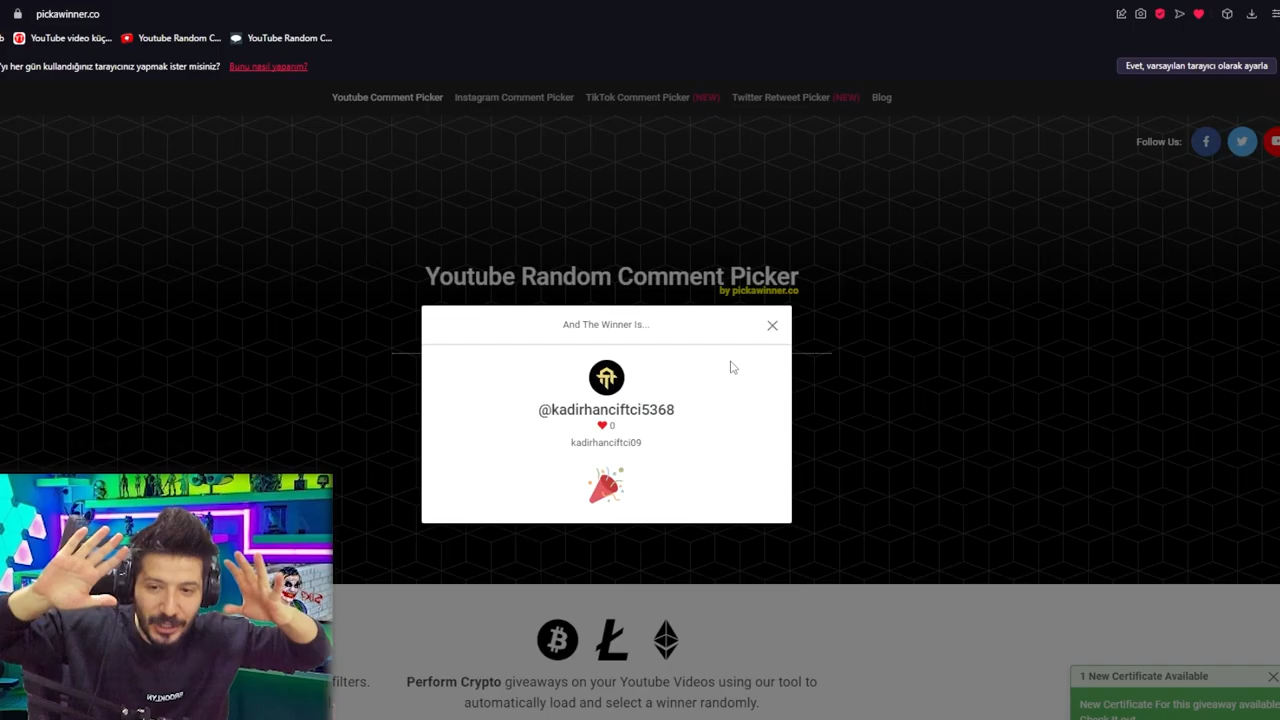 pickawinner.co
YouTube video küç...
Youtube Random C...
YouTube Random C...
'yı her gün kullandığınız tarayıcınız yapmak ister misiniz? Bunu nasıl yaparım?
Evet, varsayılan tarayıcı olarak ayarla
Youtube Comment Picker
Instagram Comment Picker
TikTok Comment Picker (NEW)
Twitter Retweet Picker (NEW)
Blog
Follow Us:
Youtube Random Comment Picker
by pickawinner.co
And The Winner Is...
@kadirhanciftci5368
0
kadirhanciftci09
filters.
Perform Crypto giveaways on your Youtube Videos using our tool to
automatically load and select a winner randomly.
1 New Certificate Available
New Certificate For this giveaway available
Check it out